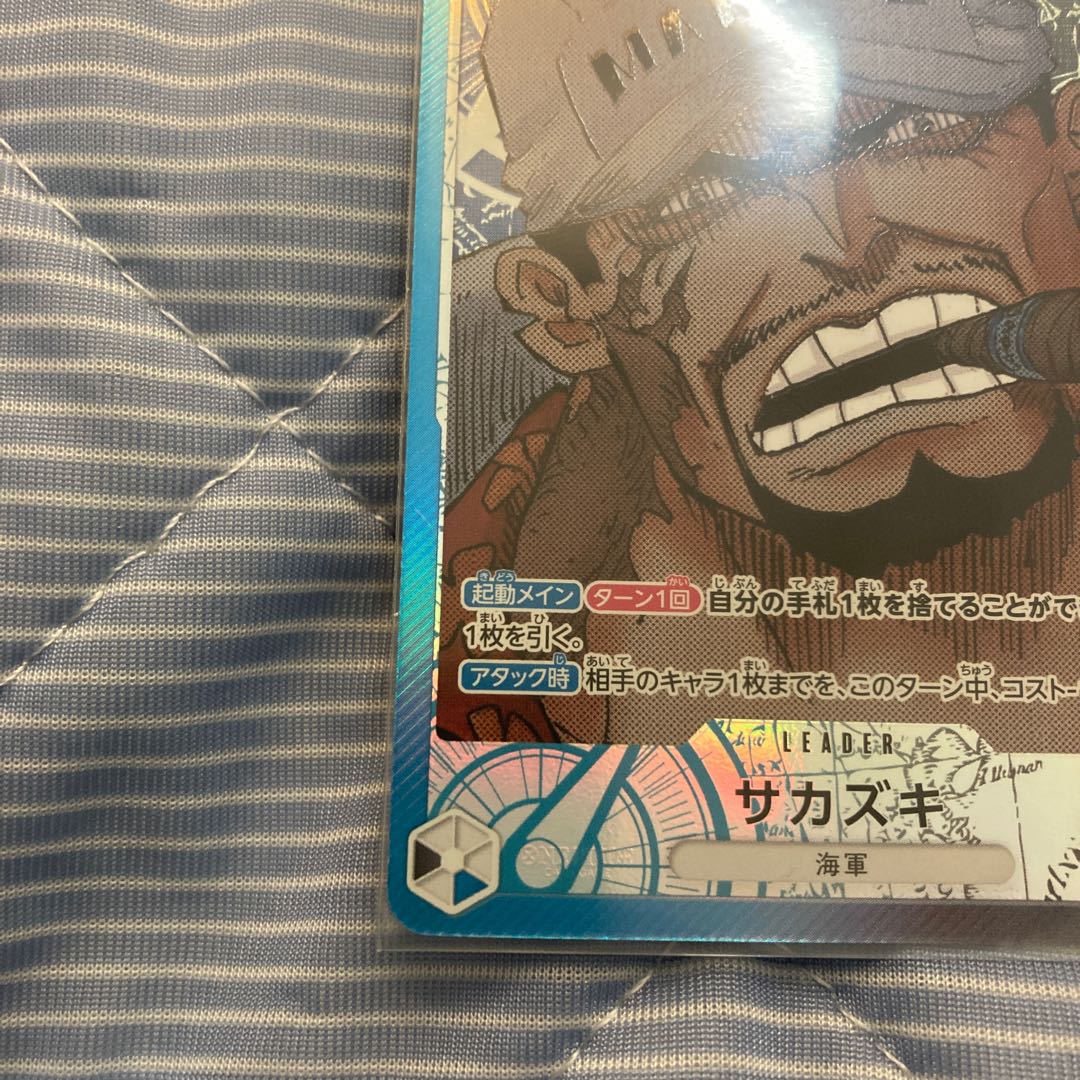 MA
起動メイン ターン1回 自分の手札1枚を捨てることがで
1枚を引く。
アタック時 相手のキャラ1枚までを、このターン中、コスト-
LEADER
サカズキ
海軍